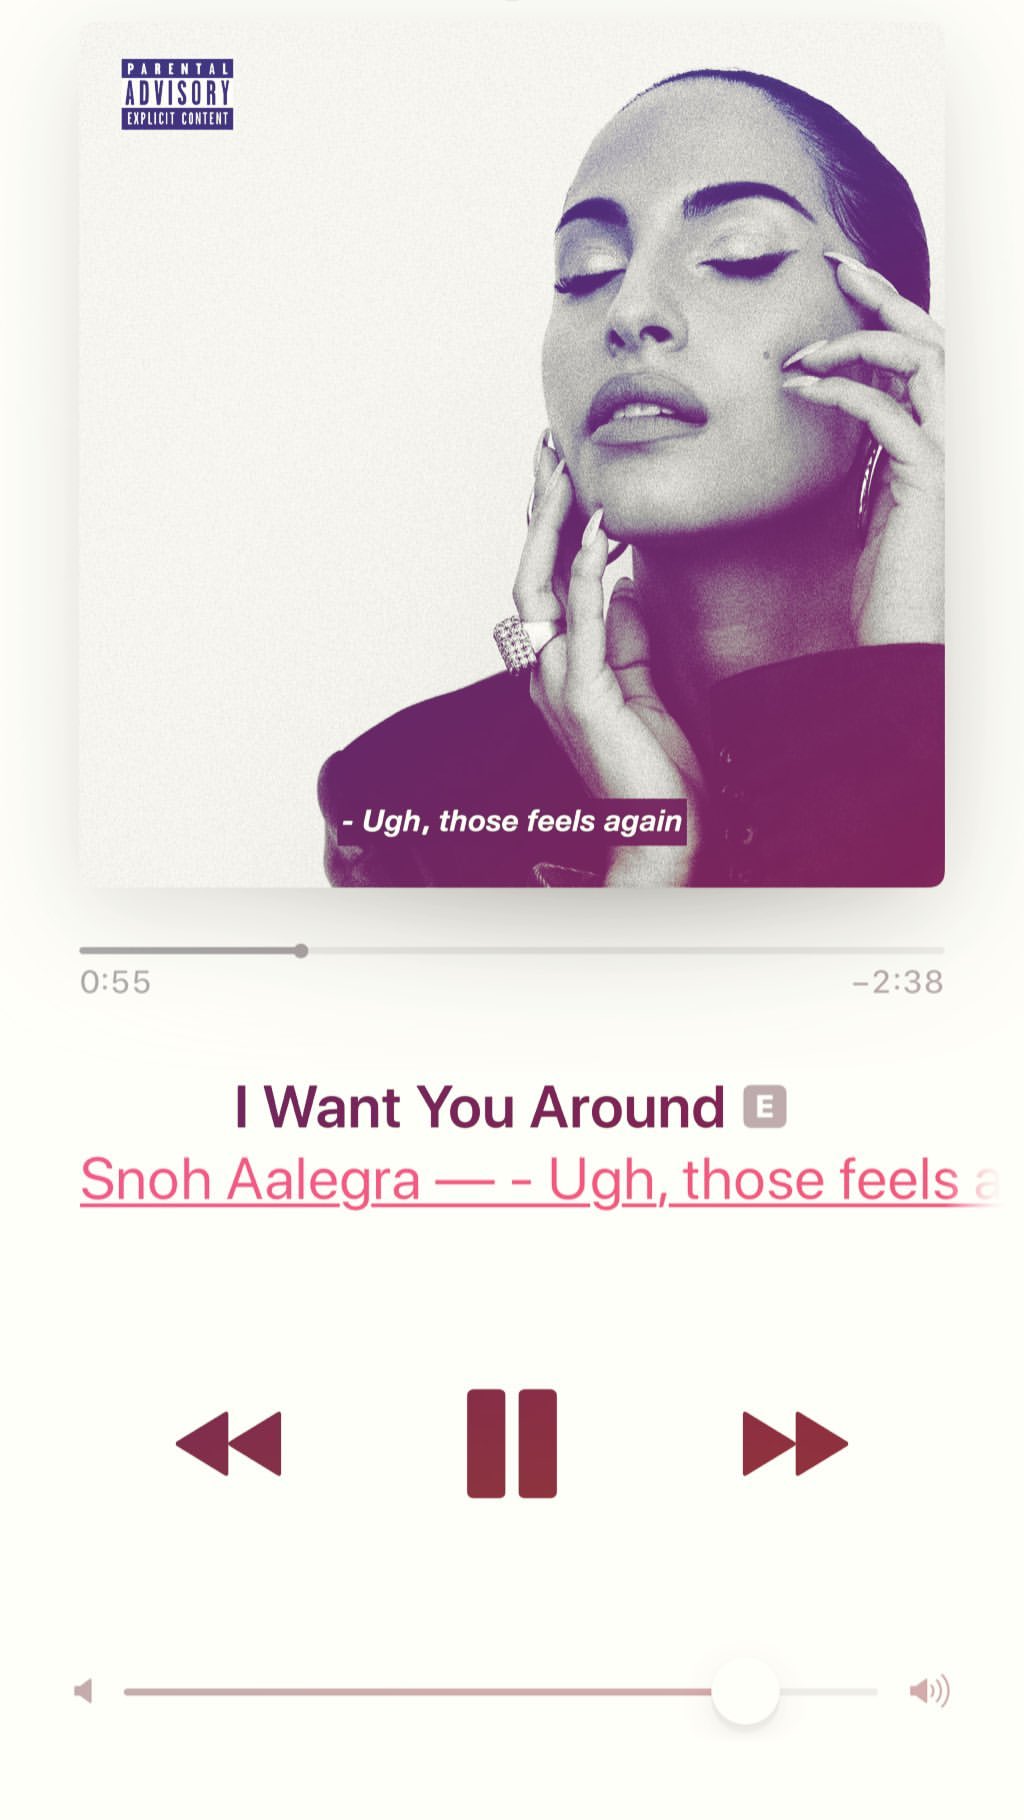 PARENTAL
ADVISORY
EXPLICIT CONTENT
- Ugh, those feels again
0:55
−2:38
I Want You Around E
Snoh Aalegra — - Ugh, those feels a